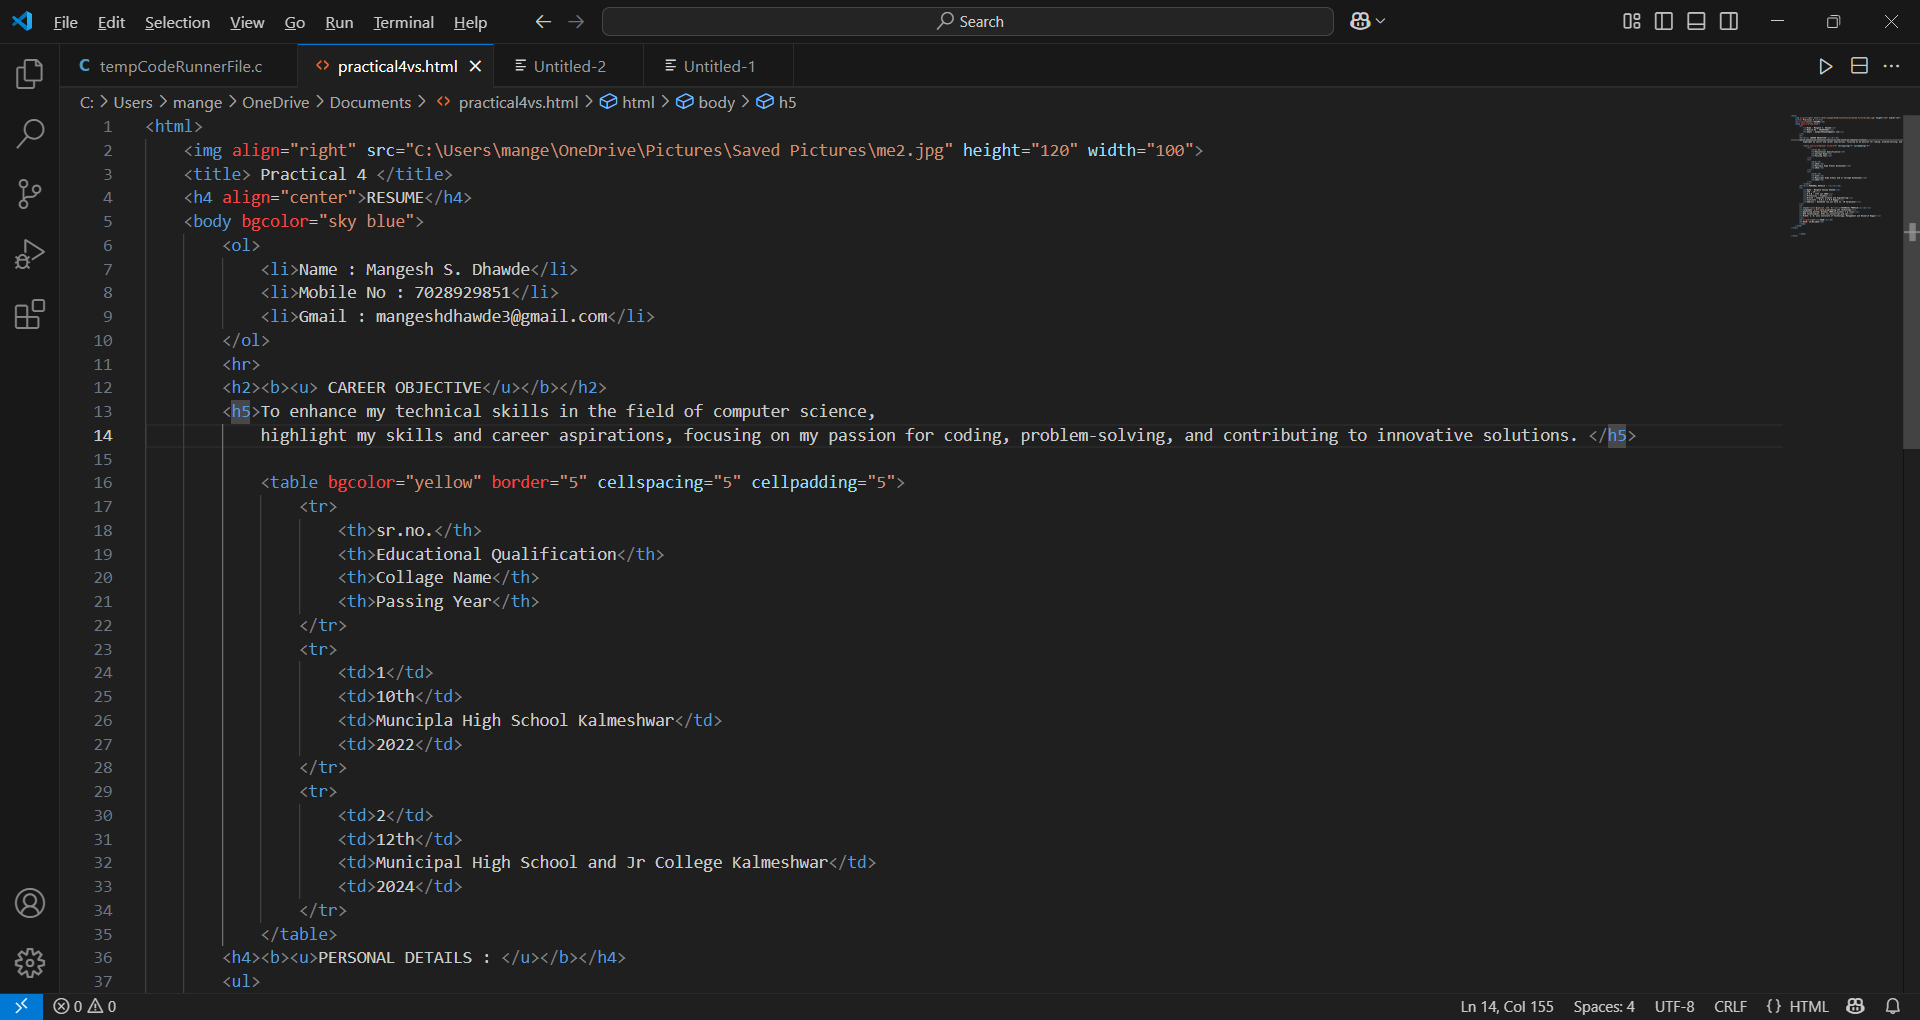 File Edit Selection View Go Run Terminal Help Search
C tempCodeRunnerFile.c <> practical4vs.html Untitled-2 Untitled-1
C: > Users > mange > OneDrive > Documents > <> practical4vs.html > html > body > h5
1 <html>
2 <img align="right" src="C:\Users\mange\OneDrive\Pictures\Saved Pictures\me2.jpg" height="120" width="100">
3 <title> Practical 4 </title>
4 <h4 align="center">RESUME</h4>
5 <body bgcolor="sky blue">
6 <ol>
7 <li>Name : Mangesh S. Dhawde</li>
8 <li>Mobile No : 7028929851</li>
9 <li>Gmail : mangeshdhawde3@gmail.com</li>
10 </ol>
11 <hr>
12 <h2><b><u> CAREER OBJECTIVE</u></b></h2>
13 <h5>To enhance my technical skills in the field of computer science,
14 highlight my skills and career aspirations, focusing on my passion for coding, problem-solving, and contributing to innovative solutions. </h5>
15
16 <table bgcolor="yellow" border="5" cellspacing="5" cellpadding="5">
17 <tr>
18 <th>sr.no.</th>
19 <th>Educational Qualification</th>
20 <th>Collage Name</th>
21 <th>Passing Year</th>
22 </tr>
23 <tr>
24 <td>1</td>
25 <td>10th</td>
26 <td>Muncipla High School Kalmeshwar</td>
27 <td>2022</td>
28 </tr>
29 <tr>
30 <td>2</td>
31 <td>12th</td>
32 <td>Municipal High School and Jr College Kalmeshwar</td>
33 <td>2024</td>
34 </tr>
35 </table>
36 <h4><b><u>PERSONAL DETAILS : </u></b></h4>
37 <ul>
0 0 Ln 14, Col 155 Spaces: 4 UTF-8 CRLF {} HTML